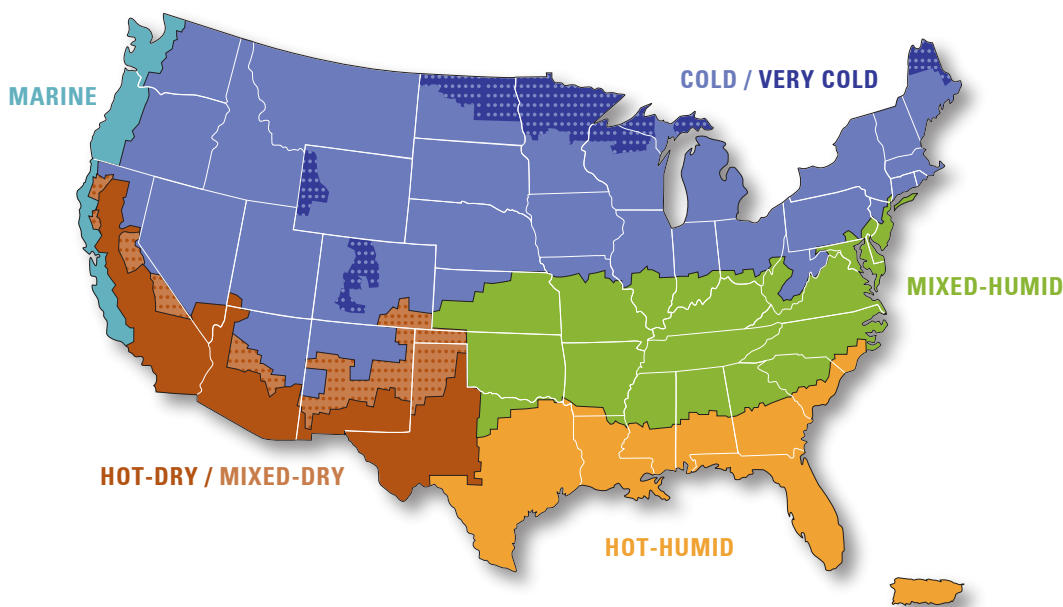 MARINE
COLD / VERY COLD
MIXED-HUMID
HOT-DRY / MIXED-DRY
HOT-HUMID